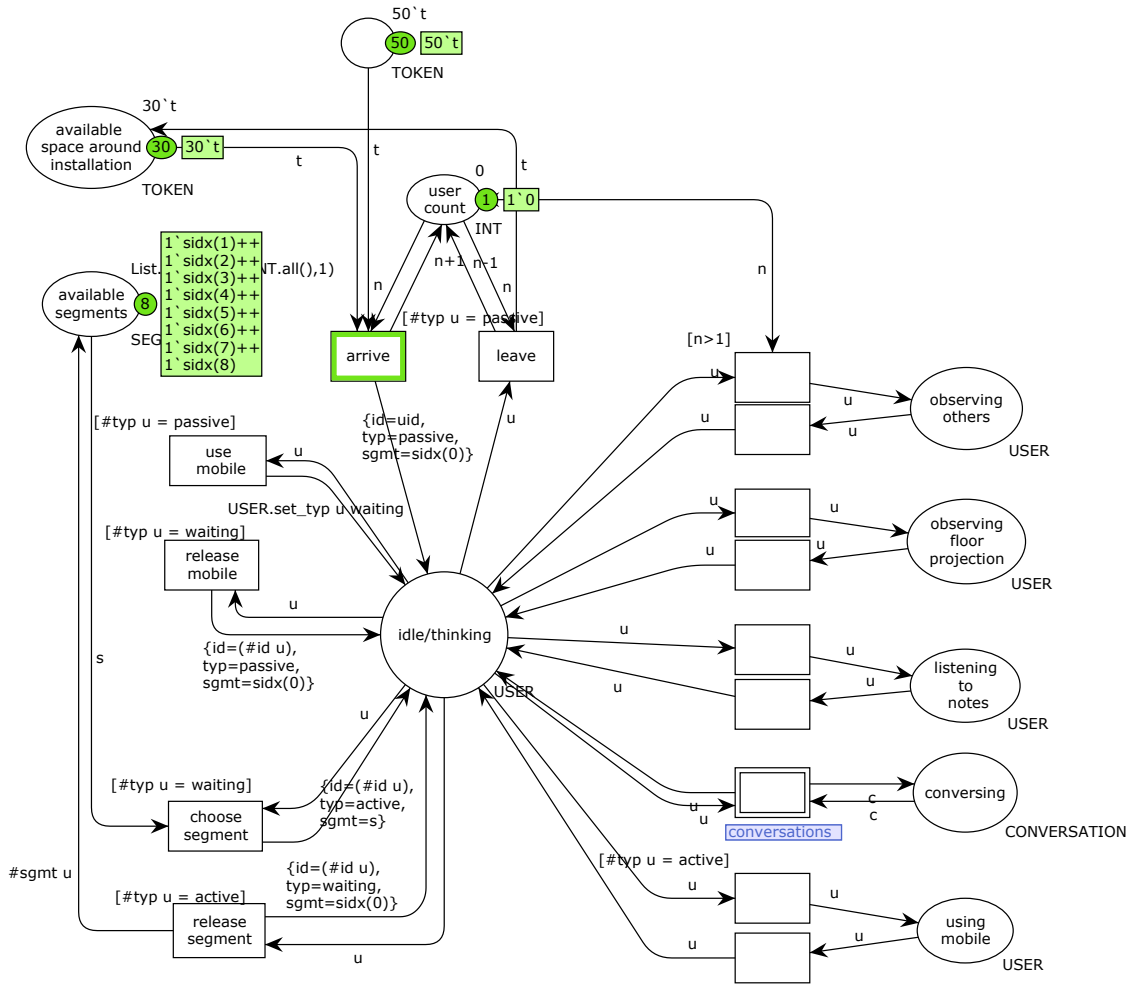 50`t
50
50`t
TOKEN
30`t
available
space around
installation
30
30`t
t
t
t
TOKEN
0
user
count
1
1`0
INT
n
n+1
n-1
n
n
List.
NT.all(),1)
1`sidx(1)++
1`sidx(2)++
1`sidx(3)++
1`sidx(4)++
1`sidx(5)++
1`sidx(6)++
1`sidx(7)++
1`sidx(8)
available
segments
8
SEG
[#typ u = passive]
arrive
leave
[n>1]
u
u
observing
others
u
u
USER
{id=uid,
typ=passive,
sgmt=sidx(0)}
u
[#typ u = passive]
use
mobile
u
USER.set_typ u waiting
[#typ u = waiting]
release
mobile
u
{id=(#id u),
typ=passive,
sgmt=sidx(0)}
idle/thinking
USER
u
u
observing
floor
projection
u
u
USER
u
u
listening
to
notes
u
u
USER
s
u
[#typ u = waiting]
choose
segment
{id=(#id u),
typ=active,
sgmt=s}
u
u
c
c
conversing
conversations
CONVERSATION
#sgmt u
[#typ u = active]
release
segment
{id=(#id u),
typ=waiting,
sgmt=sidx(0)}
u
[#typ u = active]
u
u
using
mobile
u
u
USER